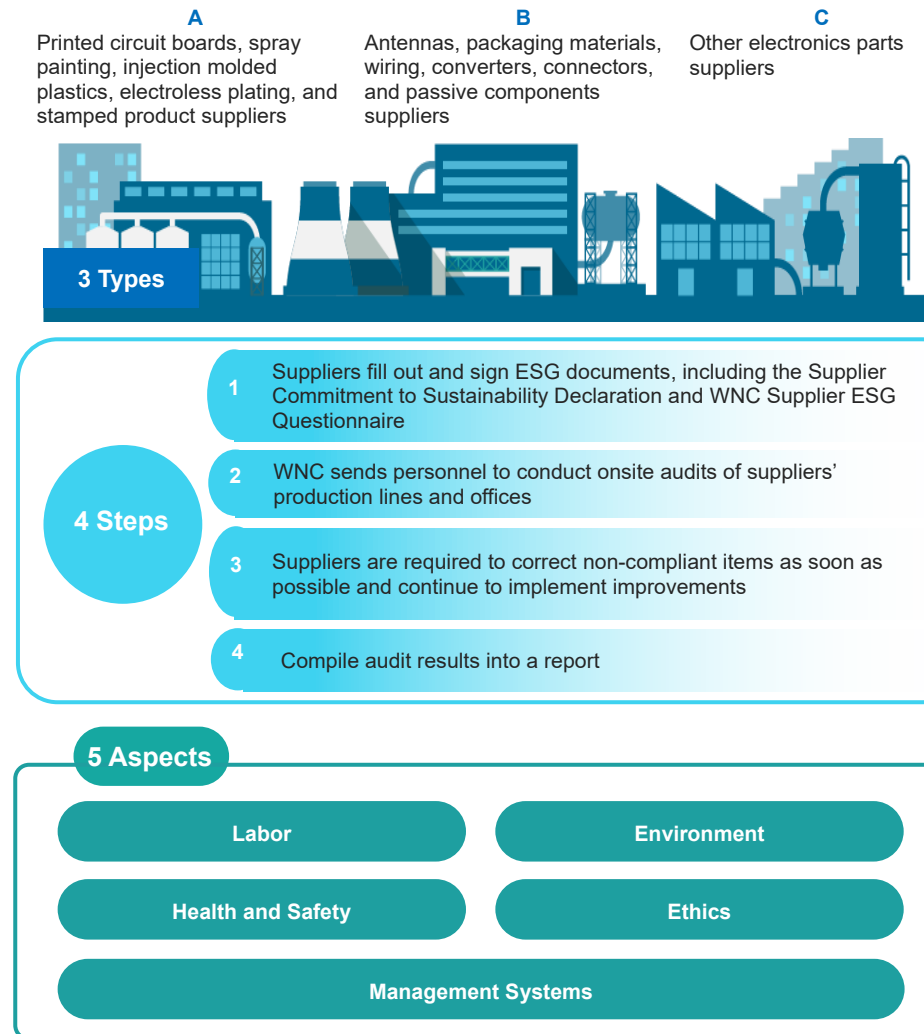 A
Printed circuit boards, spray
painting, injection molded
plastics, electroless plating, and
stamped product suppliers
B
Antennas, packaging materials,
wiring, converters, connectors,
and passive components
suppliers
C
Other electronics parts
suppliers
3 Types
4 Steps
1
Suppliers fill out and sign ESG documents, including the Supplier
Commitment to Sustainability Declaration and WNC Supplier ESG
Questionnaire
2
WNC sends personnel to conduct onsite audits of suppliers’
production lines and offices
3
Suppliers are required to correct non-compliant items as soon as
possible and continue to implement improvements
4
Compile audit results into a report
5 Aspects
Labor
Environment
Health and Safety
Ethics
Management Systems